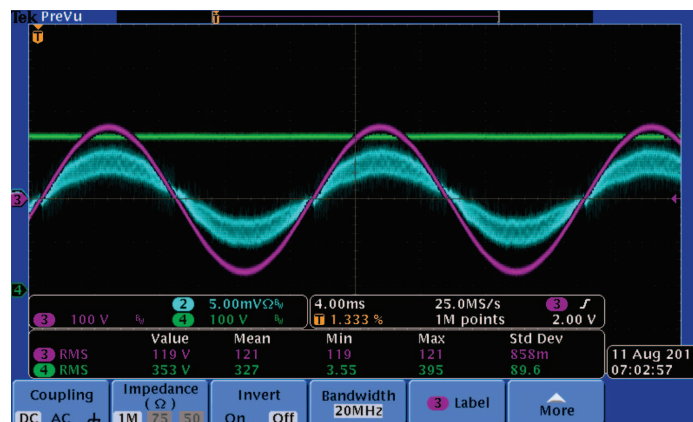 Tek PreVu
T
T
3
4
2 5.00mVΩBw 4.00ms 25.0MS/s 3
3 100 V Bw 4 100 V Bw T 1.333 % 1M points 2.00 V
Value Mean Min Max Std Dev
3 RMS 119 V 121 119 121 858m
4 RMS 353 V 327 3.55 395 89.6
11 Aug 201
07:02:57
Coupling Impedance Invert Bandwidth 3 Label More
(Ω)
DC AC 1M 75 50 On Off 20MHz